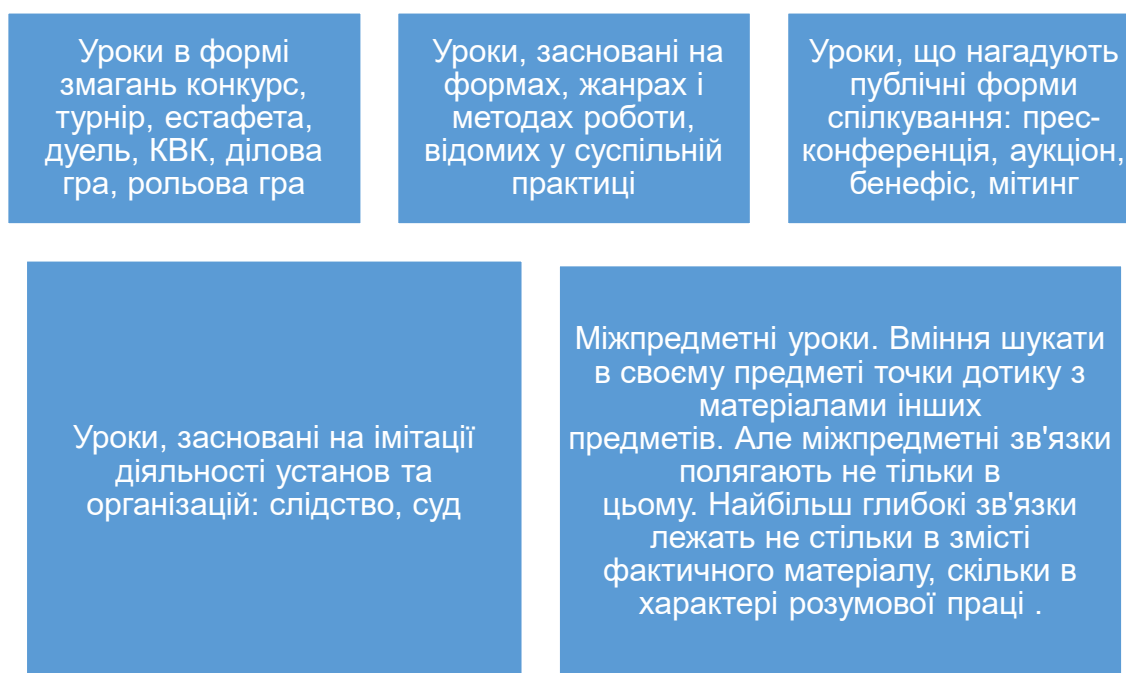 Уроки в формі
змагань конкурс,
турнір, естафета,
дуель, КВК, ділова
гра, рольова гра
Уроки, засновані на
формах, жанрах і
методах роботи,
відомих у суспільній
практиці
Уроки, що нагадують
публічні форми
спілкування: прес-
конференція, аукціон,
бенефіс, мітинг
Уроки, засновані на імітації
діяльності установ та
організацій: слідство, суд
Міжпредметні уроки. Вміння шукати
в своєму предметі точки дотику з
матеріалами інших
предметів. Але міжпредметні зв'язки
полягають не тільки в
цьому. Найбільш глибокі зв'язки
лежать не стільки в змісті
фактичного матеріалу, скільки в
характері розумової праці .